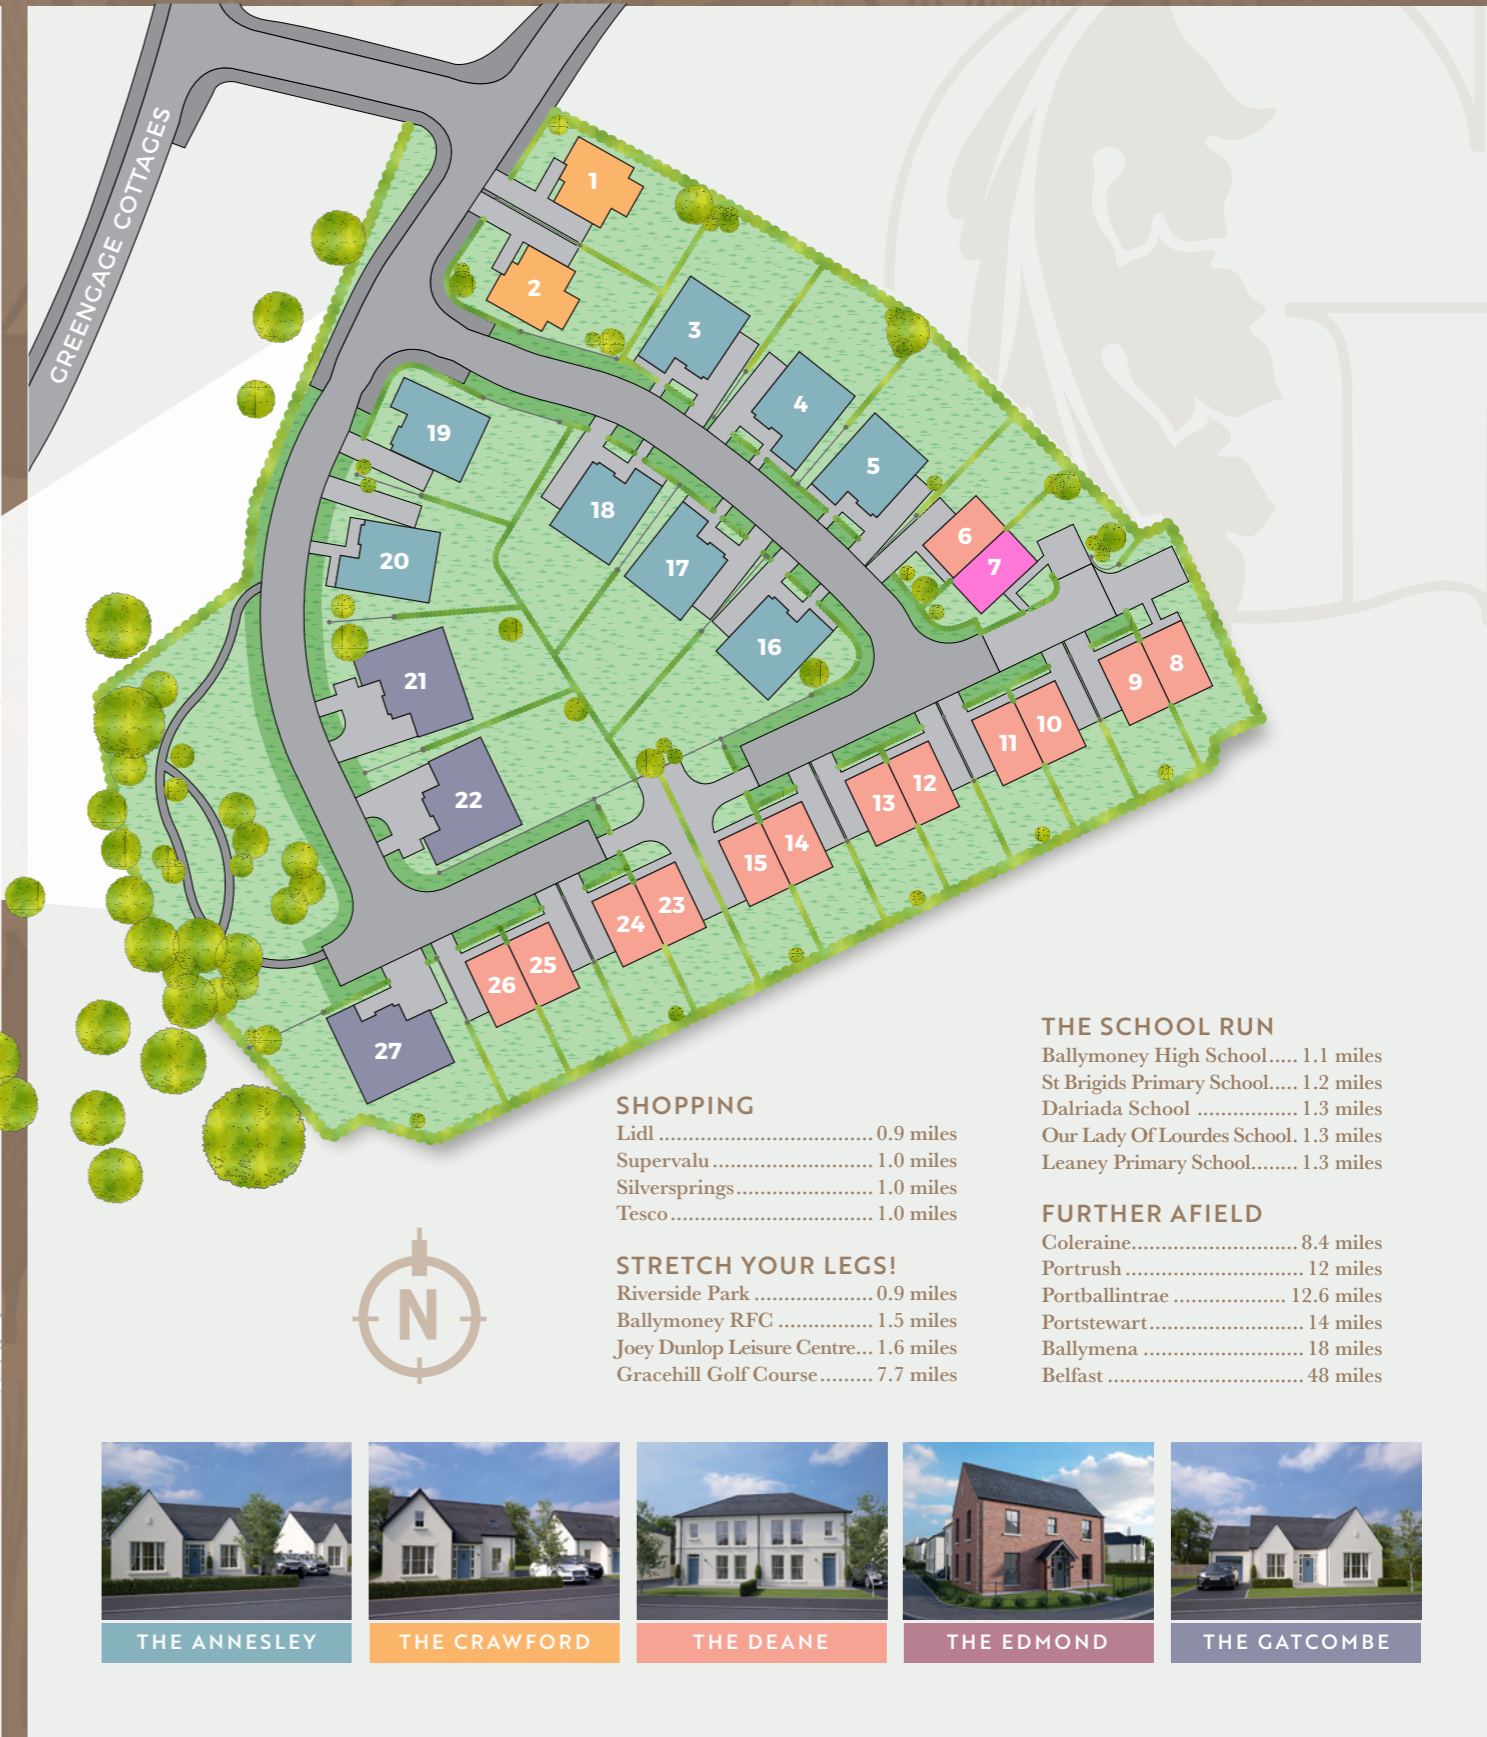 GREENGAGE COTTAGES
1
2
3
4
5
6
7
19
18
17
16
20
21
22
9
8
11
10
13
12
15
14
24
23
26
25
27
THE SCHOOL RUN
Ballymoney High School..... 1.1 miles
St Brigids Primary School..... 1.2 miles
Dalriada School ................. 1.3 miles
Our Lady Of Lourdes School. 1.3 miles
Leaney Primary School........ 1.3 miles
SHOPPING
Lidl .................................... 0.9 miles
Supervalu ........................... 1.0 miles
Silversprings....................... 1.0 miles
Tesco .................................. 1.0 miles
FURTHER AFIELD
Coleraine............................ 8.4 miles
Portrush .............................. 12 miles
Portballintrae ................... 12.6 miles
Portstewart.......................... 14 miles
Ballymena ........................... 18 miles
Belfast ................................. 48 miles
STRETCH YOUR LEGS!
Riverside Park .................... 0.9 miles
Ballymoney RFC ................ 1.5 miles
Joey Dunlop Leisure Centre... 1.6 miles
Gracehill Golf Course ......... 7.7 miles
N
THE ANNESLEY
THE CRAWFORD
THE DEANE
THE EDMOND
THE GATCOMBE